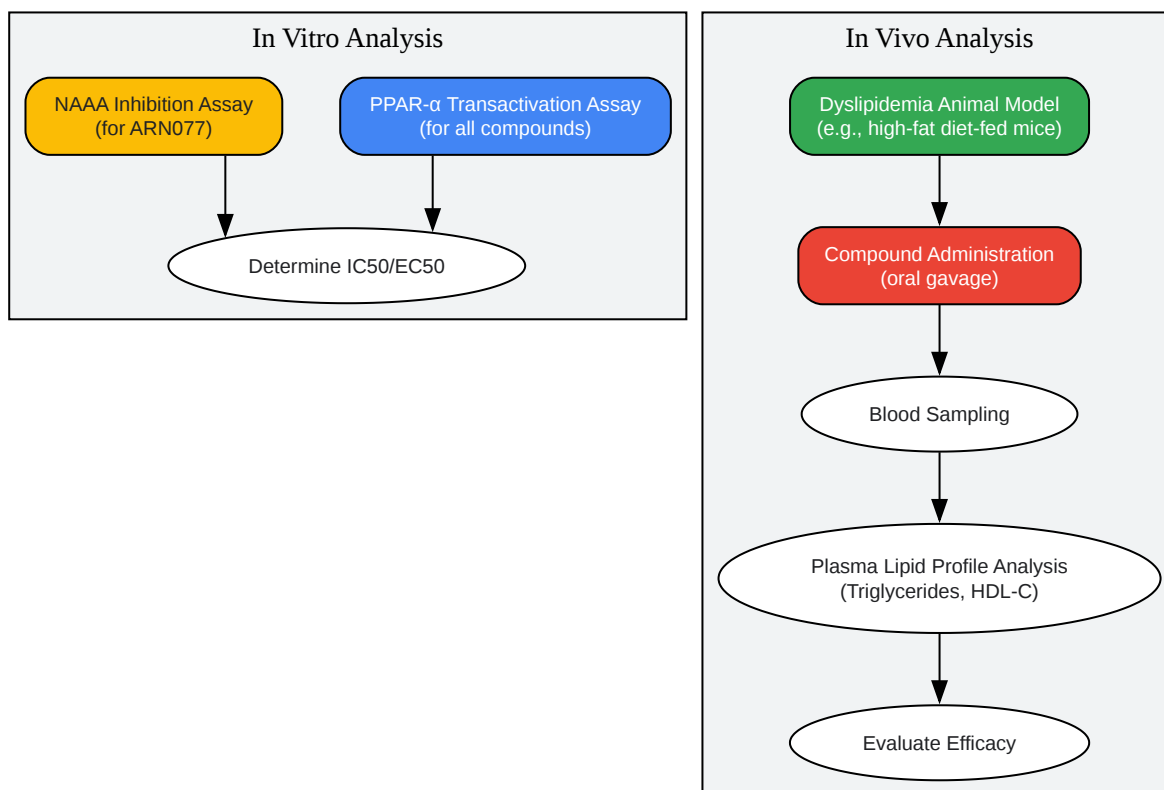 In Vitro Analysis
NAAA Inhibition Assay
(for ARN077)
PPAR-α Transactivation Assay
(for all compounds)
Determine IC50/EC50
In Vivo Analysis
Dyslipidemia Animal Model
(e.g., high-fat diet-fed mice)
Compound Administration
(oral gavage)
Blood Sampling
Plasma Lipid Profile Analysis
(Triglycerides, HDL-C)
Evaluate Efficacy